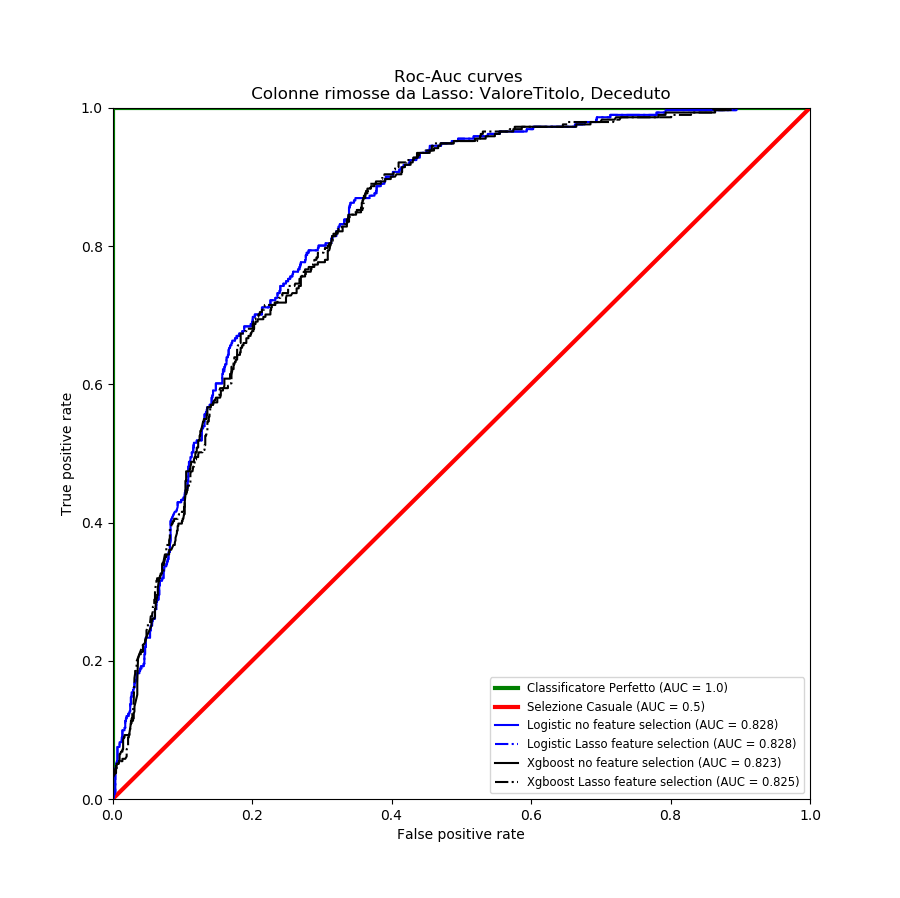 Roc-Auc curves
Colonne rimosse da Lasso: ValoreTitolo, Deceduto
1.0
0.8
0.6
0.4
0.2
0.0
True positive rate
0.0 0.2 0.4 0.6 0.8 1.0
False positive rate
Classificatore Perfetto (AUC = 1.0)
Selezione Casuale (AUC = 0.5)
Logistic no feature selection (AUC = 0.828)
Logistic Lasso feature selection (AUC = 0.828)
Xgboost no feature selection (AUC = 0.823)
Xgboost Lasso feature selection (AUC = 0.825)